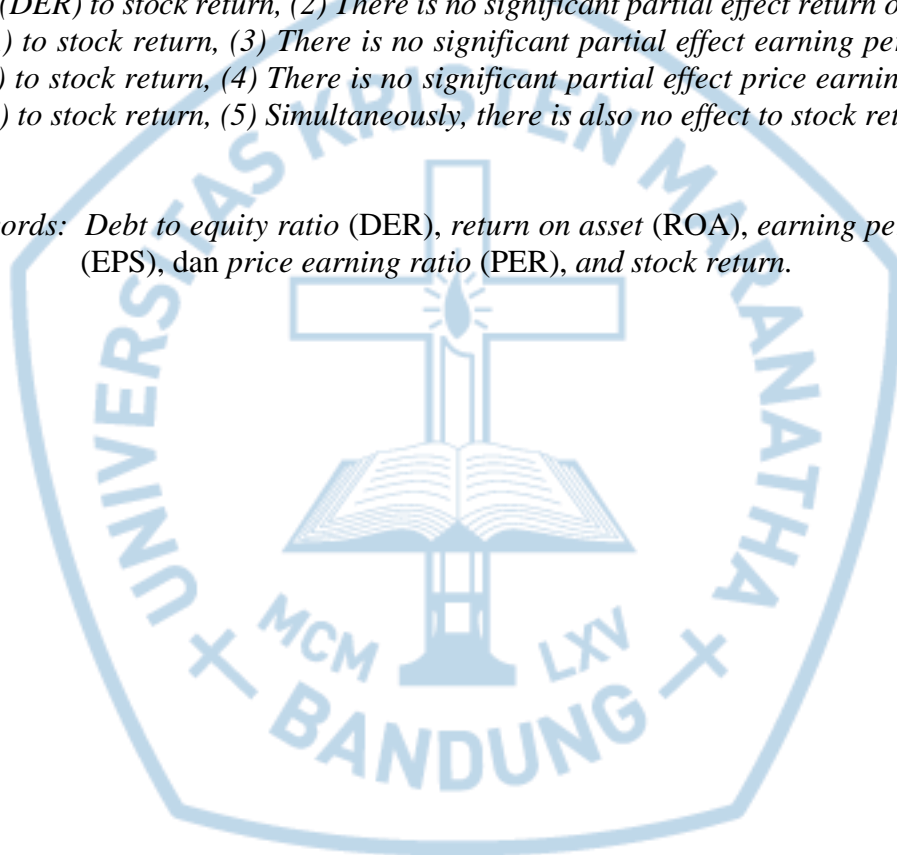 (DER) to stock return, (2) There is no significant partial effect return o
) to stock return, (3) There is no significant partial effect earning per
) to stock return, (4) There is no significant partial effect price earnin
) to stock return, (5) Simultaneously, there is also no effect to stock ret
ords: Debt to equity ratio (DER), return on asset (ROA), earning pe
(EPS), dan price earning ratio (PER), and stock return.
UNIVERSITAS KRISTEN MARANATHA
MCM LXV
BANDUNG